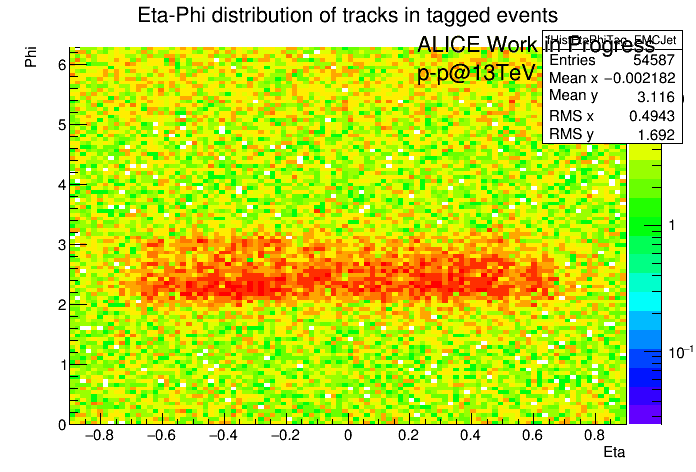 Eta-Phi distribution of tracks in tagged events
ALICE Work in Progress
p-p@13TeV
EMCJet
Entries 54587
Mean x −0.002182
Mean y 3.116
RMS x 0.4943
RMS y 1.692
Phi
6
5
4
3
2
1
0
−0.8 −0.6 −0.4 −0.2 0 0.2 0.4 0.6 0.8
Eta
1
10⁻¹